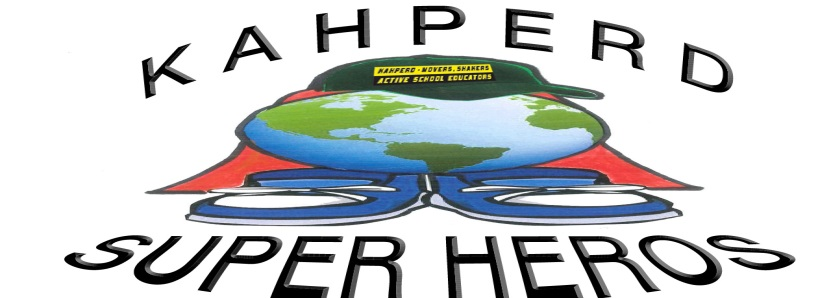 KAHPERD
KAHPERD - MOVERS, SHAKERS
ACTIVE SCHOOL EDUCATORS
SUPER HEROS